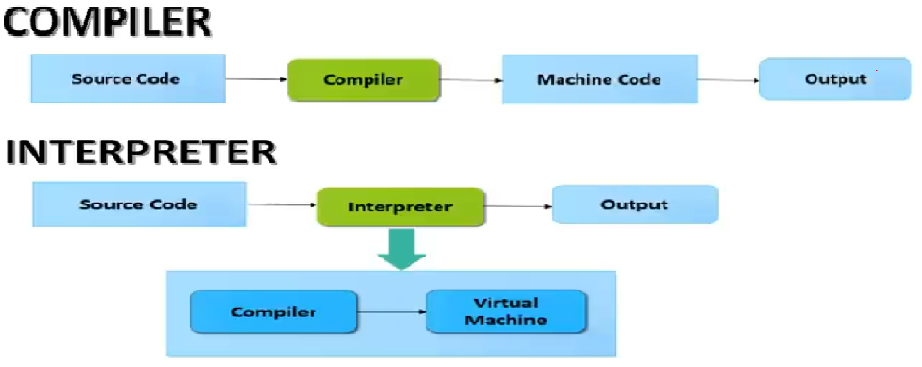 COMPILER
Source Code
Compiler
Machine Code
Output
INTERPRETER
Source Code
Interpreter
Output
Compiler
Virtual
Machine